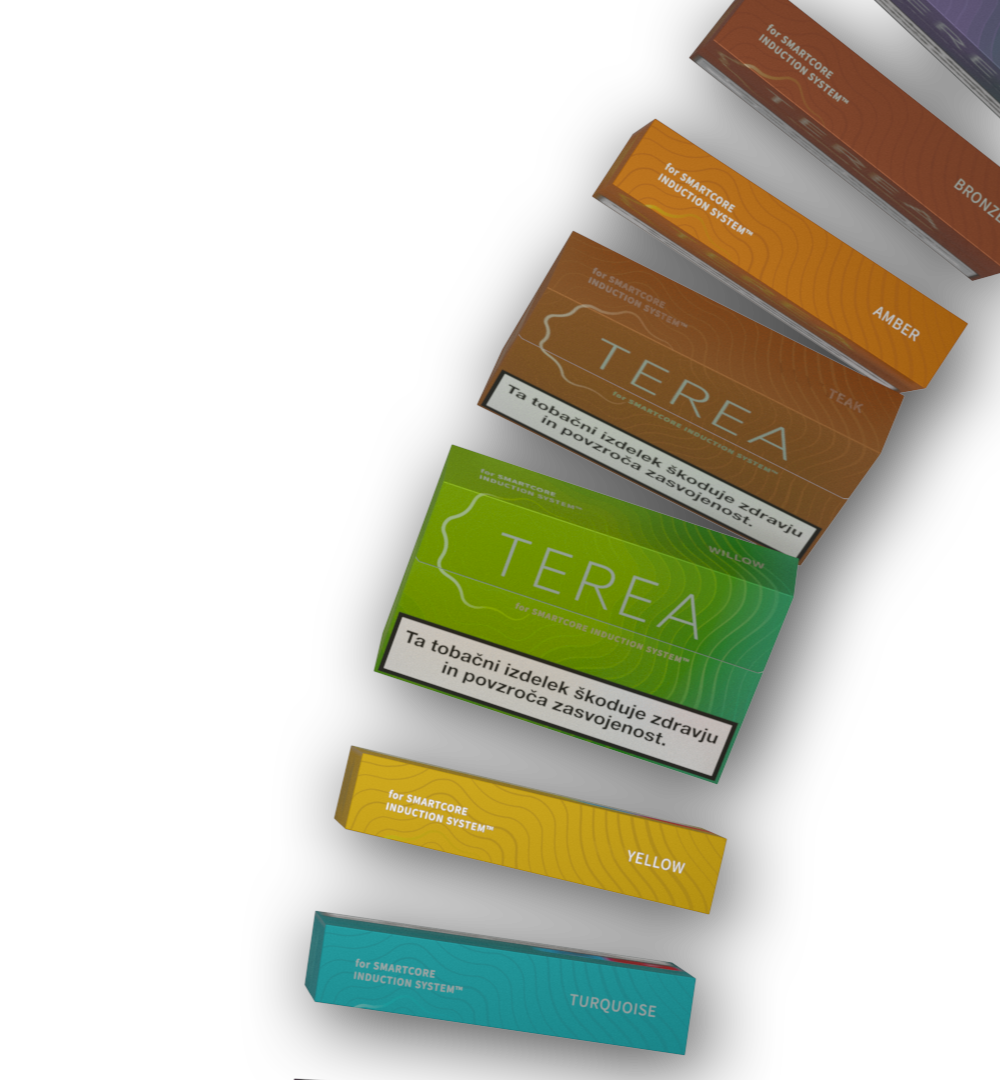 for SMARTCORE
INDUCTION SYSTEM™
TEREA
for SMARTCORE
INDUCTION SYSTEM™
AMBER
for SMARTCORE
INDUCTION SYSTEM™
TEAK
TEREA
for SMARTCORE INDUCTION SYSTEM™
Ta tobačni izdelek škoduje zdravju
in povzroča zasvojenost.
for SMARTCORE
INDUCTION SYSTEM™
WILLOW
TEREA
for SMARTCORE INDUCTION SYSTEM™
Ta tobačni izdelek škoduje zdravju
in povzroča zasvojenost.
for SMARTCORE
INDUCTION SYSTEM™
YELLOW
for SMARTCORE
INDUCTION SYSTEM™
TURQUOISE